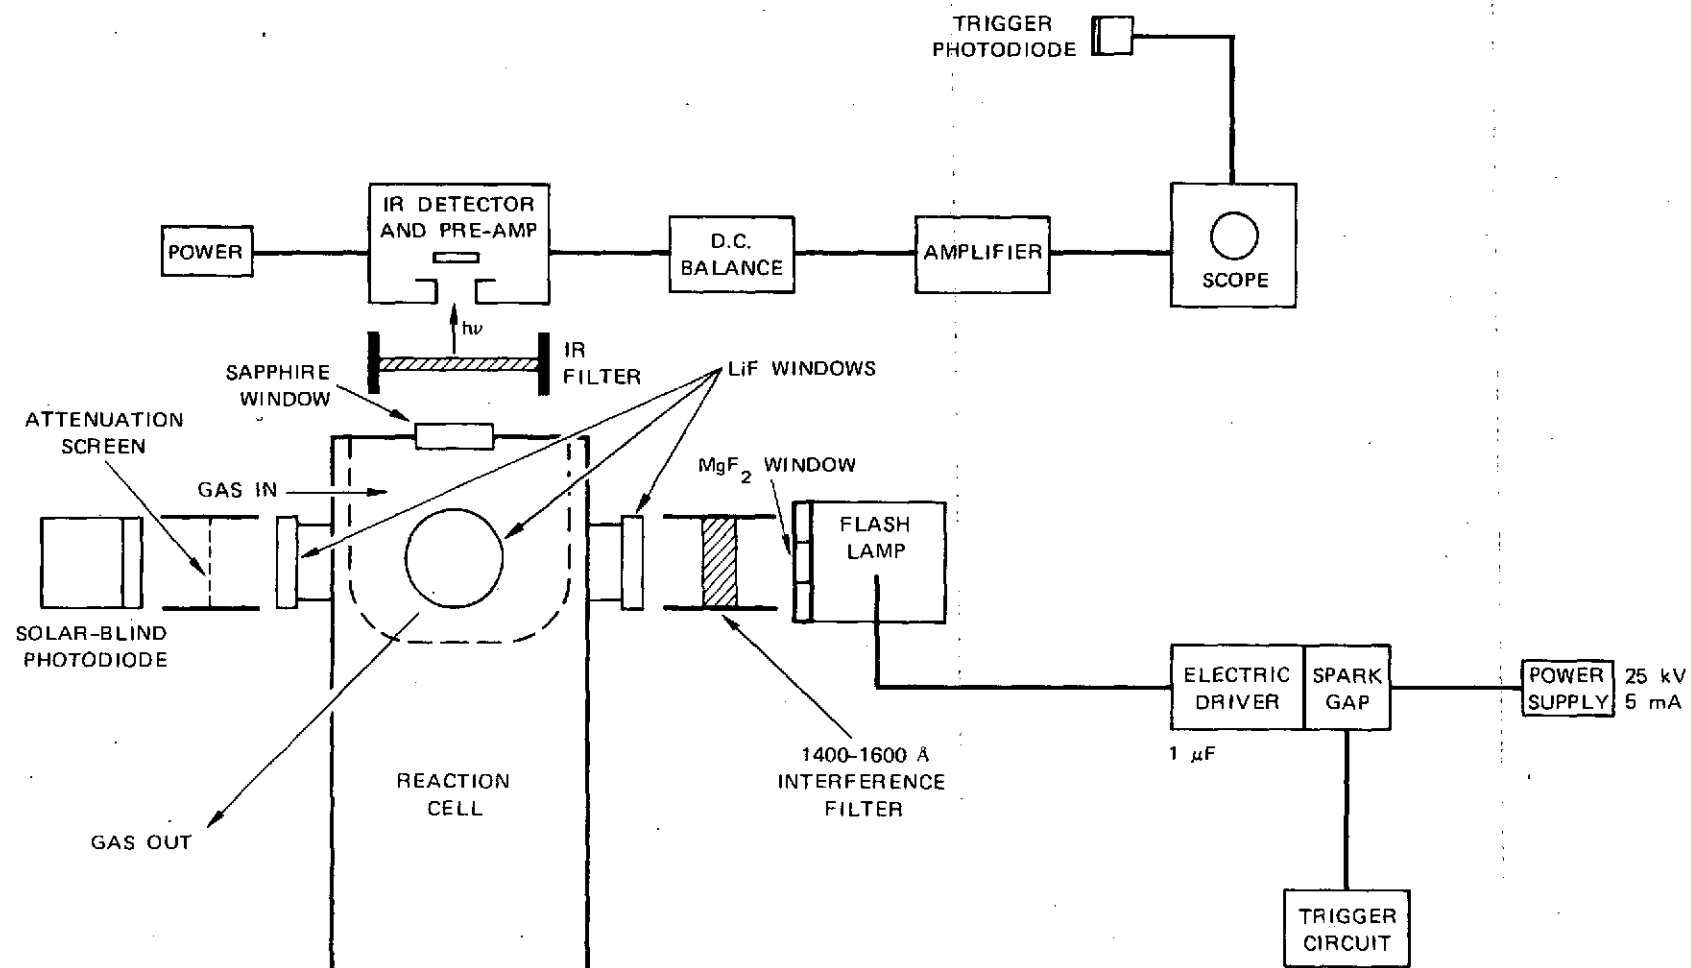 TRIGGER
PHOTODIODE
IR DETECTOR
AND PRE-AMP
POWER
D.C.
BALANCE
AMPLIFIER
SCOPE
hν
IR
FILTER
SAPPHIRE
WINDOW
LiF WINDOWS
ATTENUATION
SCREEN
MgF2 WINDOW
GAS IN
FLASH
LAMP
SOLAR-BLIND
PHOTODIODE
ELECTRIC
DRIVER
SPARK
GAP
POWER
SUPPLY
25 kV
5 mA
1 μF
1400-1600 Å
INTERFERENCE
FILTER
REACTION
CELL
GAS OUT
TRIGGER
CIRCUIT